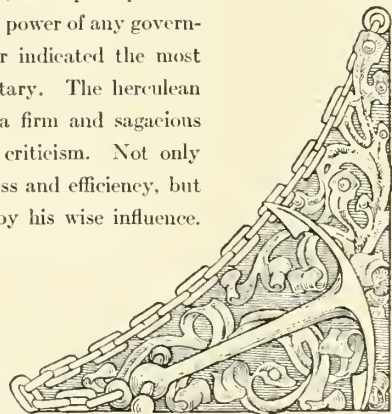 power of any govern-
r indicated the most
tary. The herculean
a firm and sagacious
criticism. Not only
ss and efficiency, but
by his wise influence.